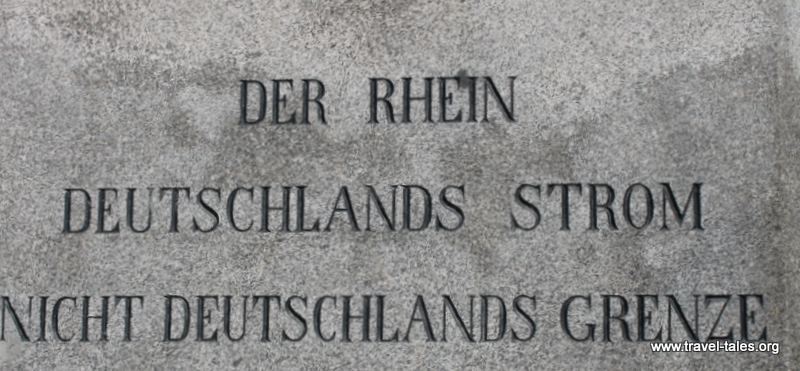 DER RHEIN
DEUTSCHLANDS STROM
NICHT DEUTSCHLANDS GRENZE
www.travel-tales.org